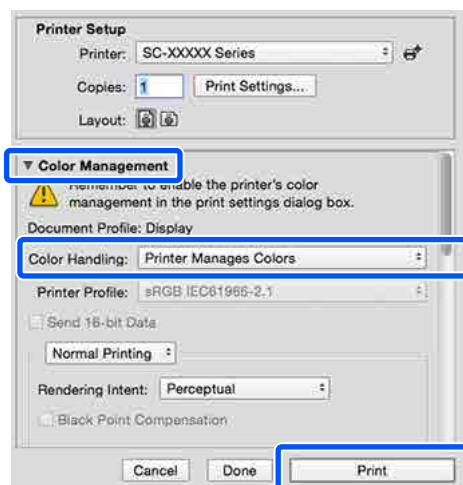 Printer Setup
Printer: SC-XXXXX Series
Copies: 1 Print Settings...
Layout:
▼ Color Management
Remember to enable the printer's color
management in the print settings dialog box.
Document Profile: Display
Color Handling: Printer Manages Colors
Printer Profile: sRGB IEC61966-2.1
Send 16-bit Data
Normal Printing
Rendering Intent: Perceptual
Black Point Compensation
Cancel Done Print